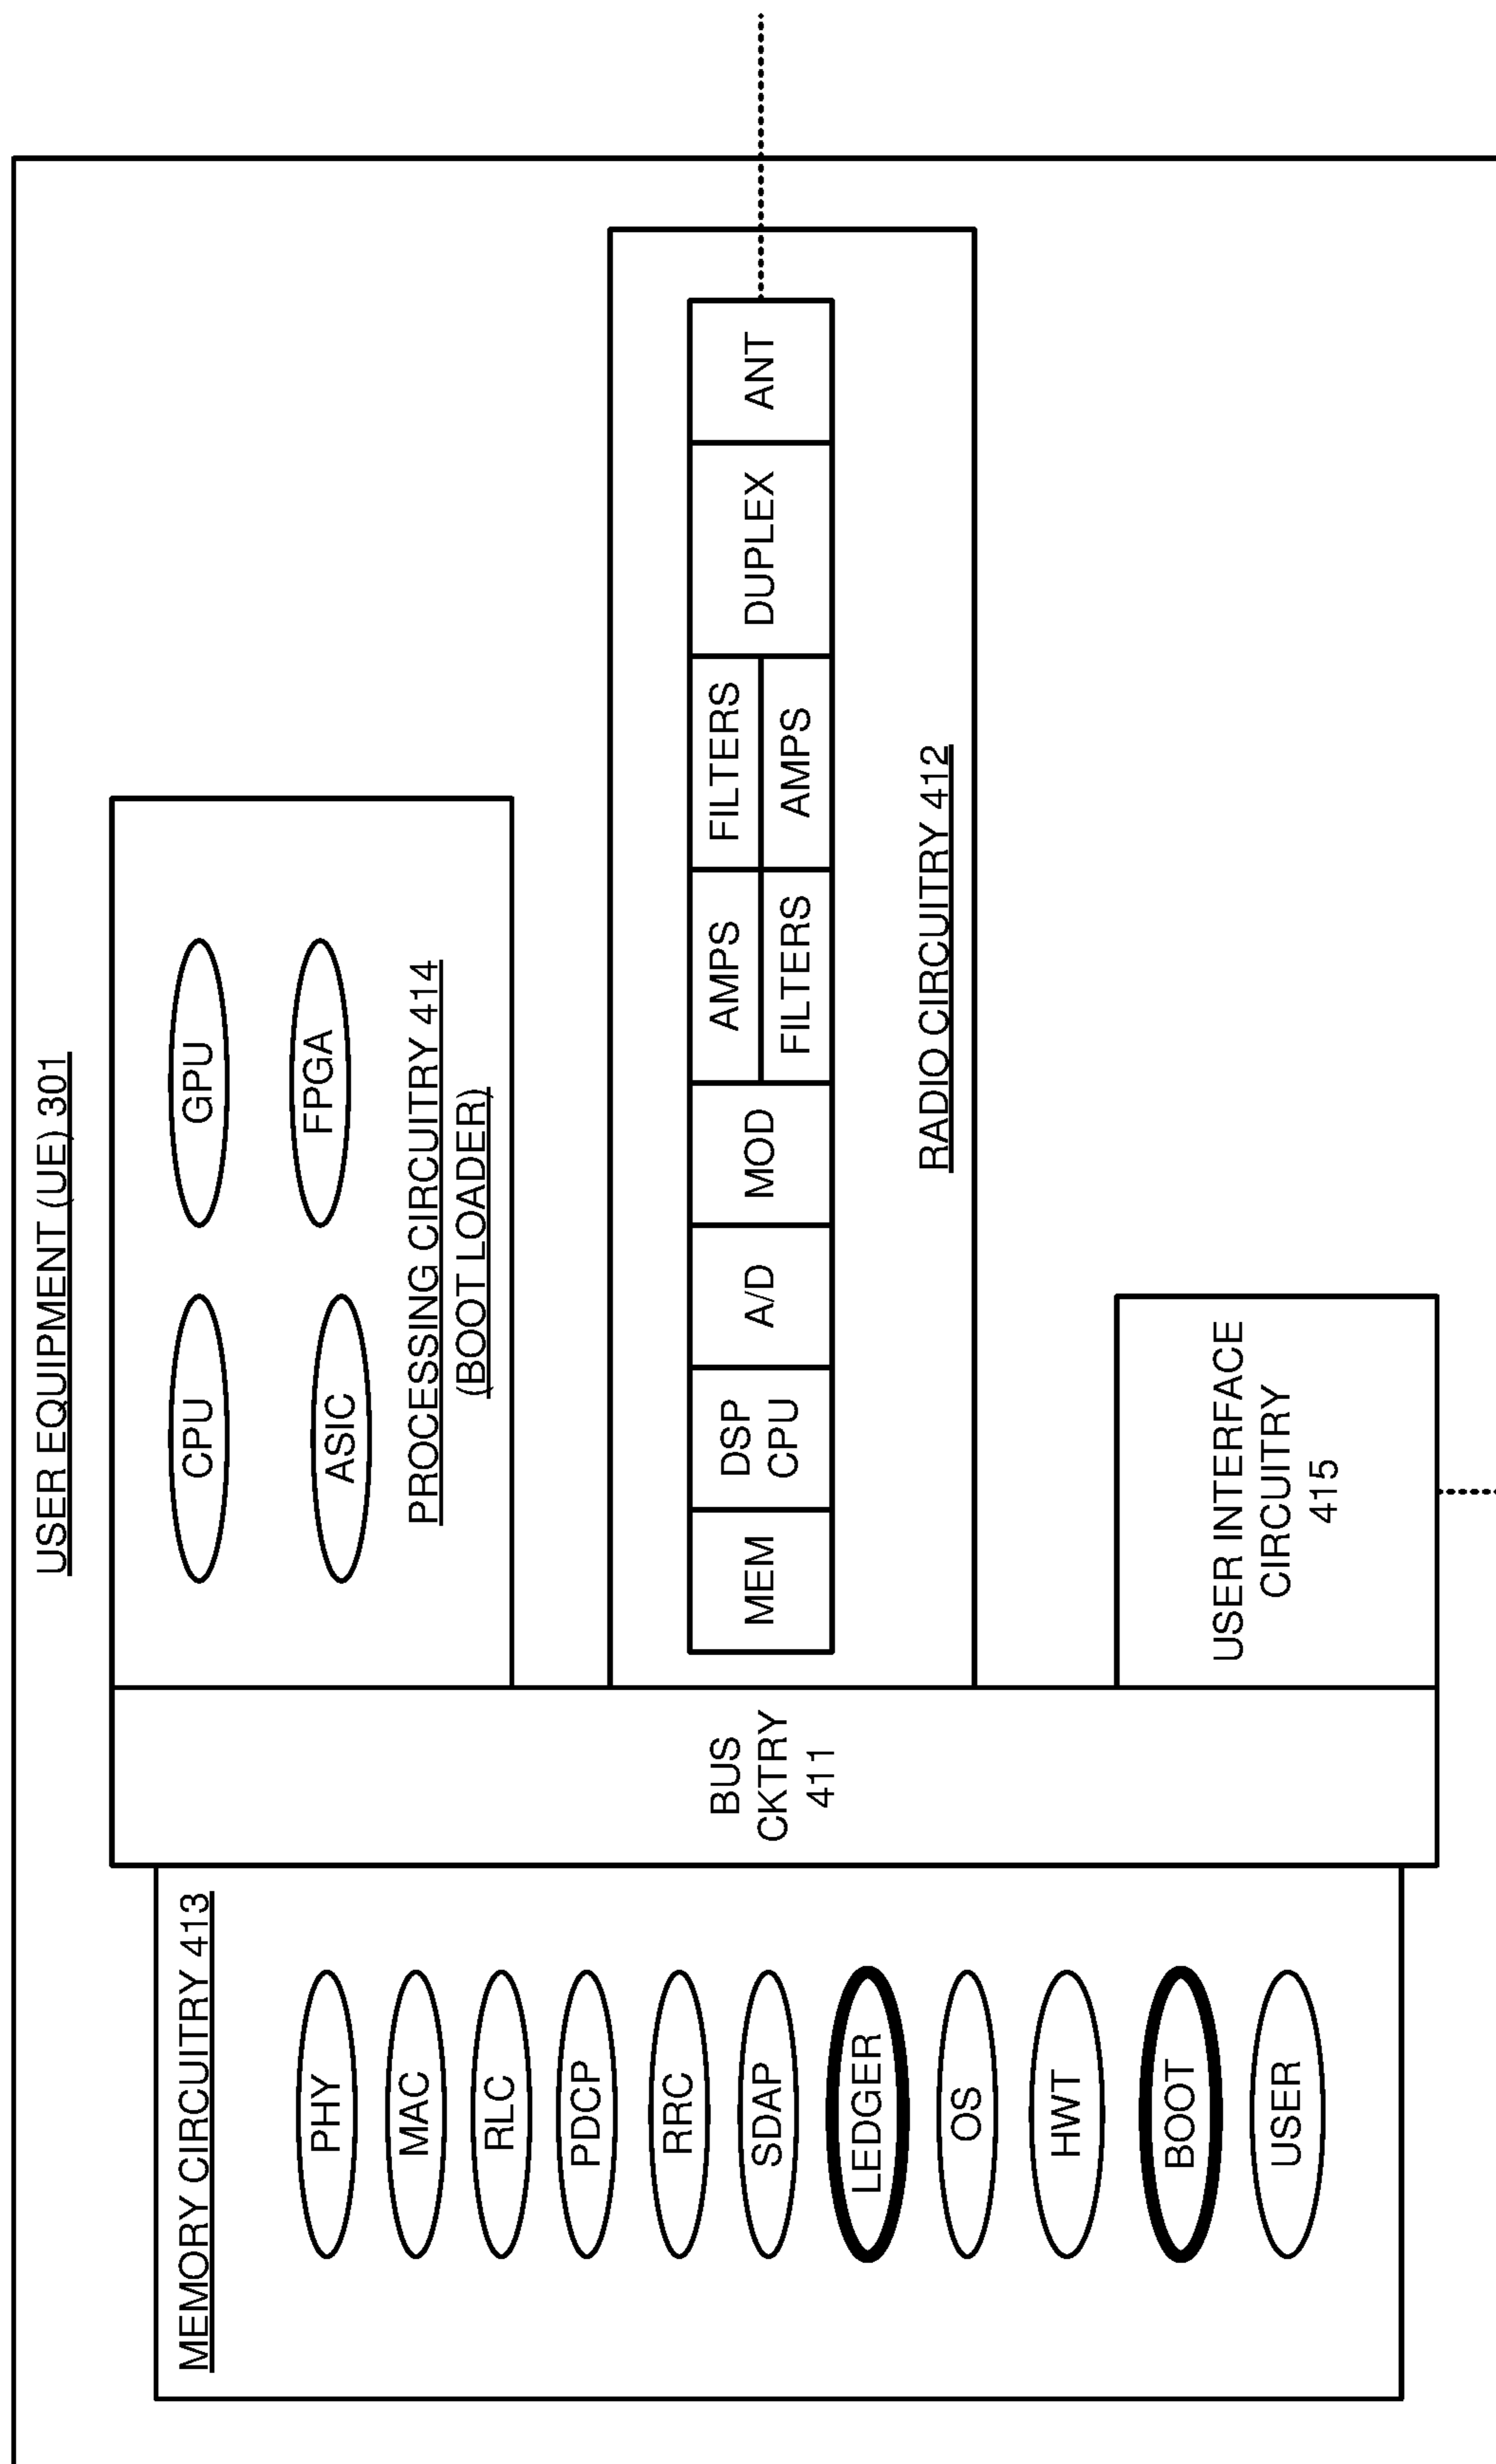 USER EQUIPMENT (UE) 301
MEMORY CIRCUITRY 413
PHY
MAC
RLC
PDCP
RRC
SDAP
LEDGER
OS
HWT
BOOT
USER
BUS
CKTRY
411
CPU
GPU
ASIC
FPGA
PROCESSING CIRCUITRY 414
(BOOT LOADER)
MEM
DSP
CPU
A/D
MOD
AMPS
FILTERS
FILTERS
AMPS
DUPLEX
ANT
RADIO CIRCUITRY 412
USER INTERFACE
CIRCUITRY
415